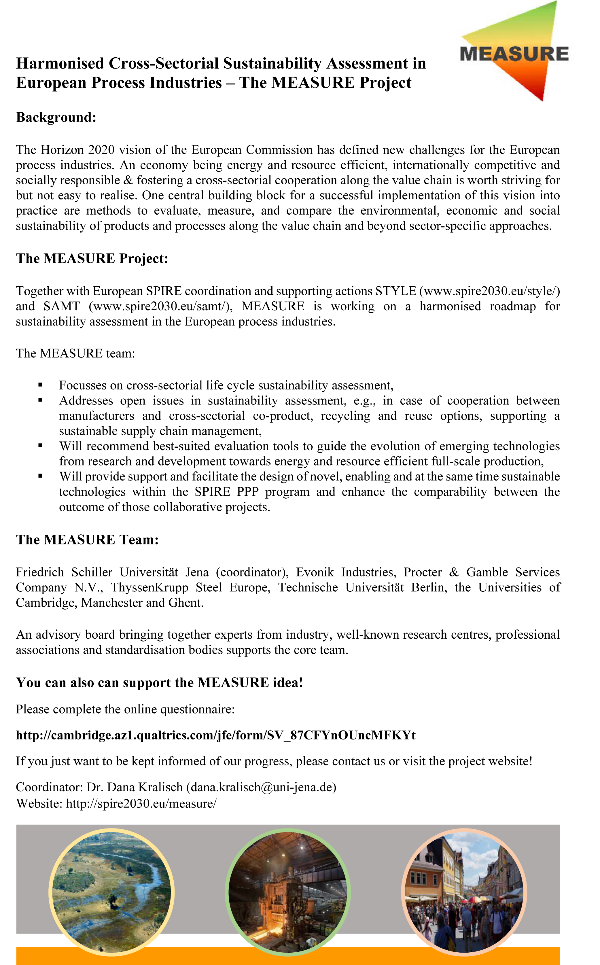 MEASURE
Harmonised Cross-Sectorial Sustainability Assessment in
European Process Industries – The MEASURE Project
Background:
The Horizon 2020 vision of the European Commission has defined new challenges for the European
process industries. An economy being energy and resource efficient, internationally competitive and
socially responsible & fostering a cross-sectorial cooperation along the value chain is worth striving for
but not easy to realise. One central building block for a successful implementation of this vision into
practice are methods to evaluate, measure, and compare the environmental, economic and social
sustainability of products and processes along the value chain and beyond sector-specific approaches.
The MEASURE Project:
Together with European SPIRE coordination and supporting actions STYLE (www.spire2030.eu/style/)
and SAMT (www.spire2030.eu/samt/), MEASURE is working on a harmonised roadmap for
sustainability assessment in the European process industries.
The MEASURE team:
▪ Focusses on cross-sectorial life cycle sustainability assessment,
▪ Addresses open issues in sustainability assessment, e.g., in case of cooperation between
manufacturers and cross-sectorial co-product, recycling and reuse options, supporting a
sustainable supply chain management,
▪ Will recommend best-suited evaluation tools to guide the evolution of emerging technologies
from research and development towards energy and resource efficient full-scale production,
▪ Will provide support and facilitate the design of novel, enabling and at the same time sustainable
technologies within the SPIRE PPP program and enhance the comparability between the
outcome of those collaborative projects.
The MEASURE Team:
Friedrich Schiller Universität Jena (coordinator), Evonik Industries, Procter & Gamble Services
Company N.V., ThyssenKrupp Steel Europe, Technische Universität Berlin, the Universities of
Cambridge, Manchester and Ghent.
An advisory board bringing together experts from industry, well-known research centres, professional
associations and standardisation bodies supports the core team.
You can also can support the MEASURE idea!
Please complete the online questionnaire:
http://cambridge.az1.qualtrics.com/jfe/form/SV_87CFYnOUncMFKYt
If you just want to be kept informed of our progress, please contact us or visit the project website!
Coordinator: Dr. Dana Kralisch (dana.kralisch@uni-jena.de)
Website: http://spire2030.eu/measure/